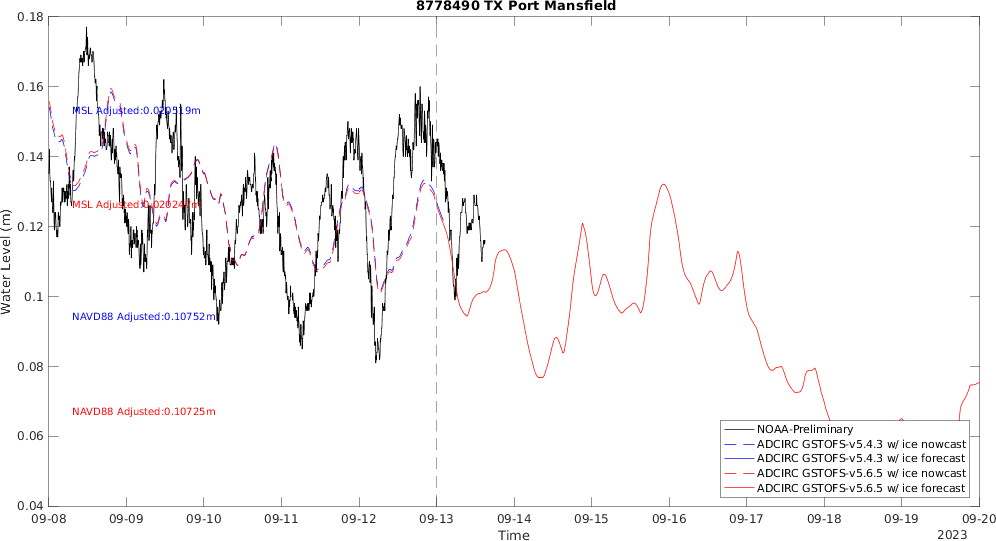 8778490 TX Port Mansfield
0.18
0.16
0.14
0.12
0.1
0.08
0.06
0.04
Water Level (m)
MSL Adjusted:0.020519m
MSL Adjusted:
NAVD88 Adjusted:0.10752m
NAVD88 Adjusted:0.10725m
NOAA-Preliminary
ADCIRC GSTOFS-v5.4.3 w/ ice nowcast
ADCIRC GSTOFS-v5.4.3 w/ ice forecast
ADCIRC GSTOFS-v5.6.5 w/ ice nowcast
ADCIRC GSTOFS-v5.6.5 w/ ice forecast
09-08 09-09 09-10 09-11 09-12 09-13 09-14 09-15 09-16 09-17 09-18 09-19 09-20
Time
2023